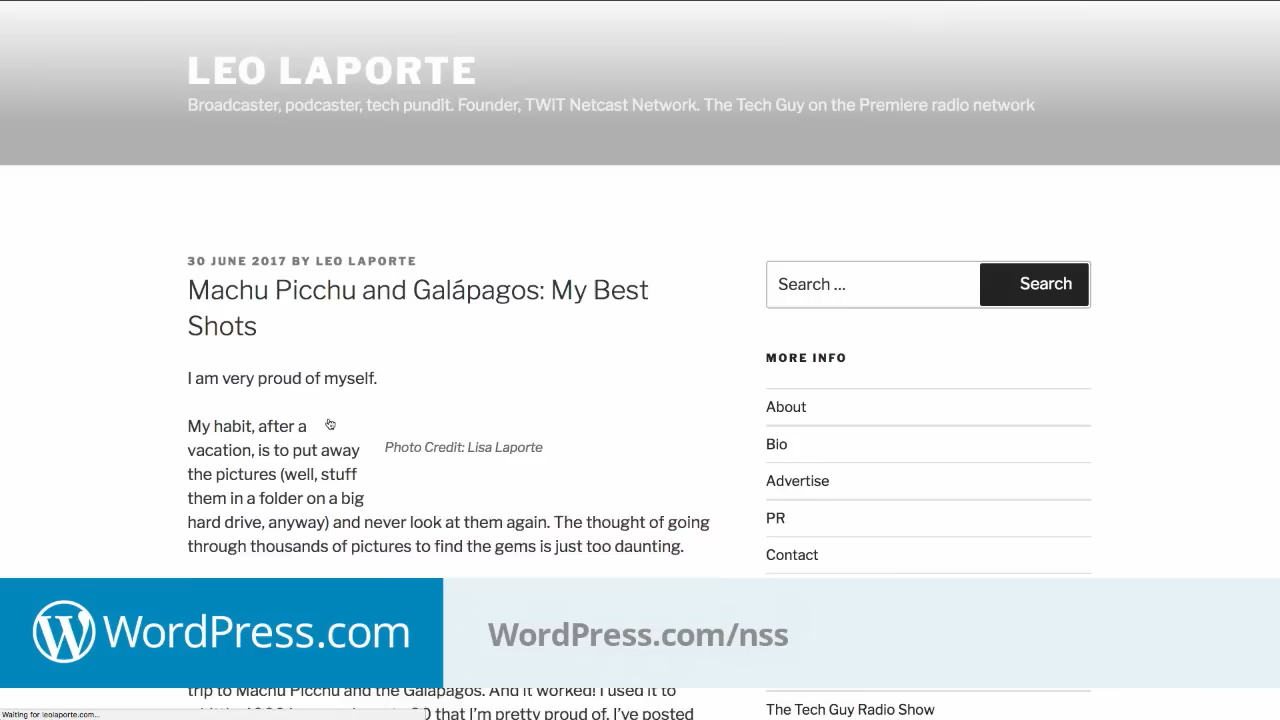 LEO LAPORTE
Broadcaster, podcaster, tech pundit. Founder, TWIT Netcast Network. The Tech Guy on the Premiere radio network
30 JUNE 2017 BY LEO LAPORTE
Machu Picchu and Galápagos: My Best
Shots
I am very proud of myself.
My habit, after a
vacation, is to put away
the pictures (well, stuff
them in a folder on a big
hard drive, anyway) and never look at them again. The thought of going
through thousands of pictures to find the gems is just too daunting.
Photo Credit: Lisa Laporte
Search ...
Search
MORE INFO
About
Bio
Advertise
PR
Contact
WordPress.com
WordPress.com/nss
trip to Machu Picchu and the Galápagos. And it worked! I used it to
that I'm pretty proud of. I've posted
The Tech Guy Radio Show
Waiting for leolaporte.com...